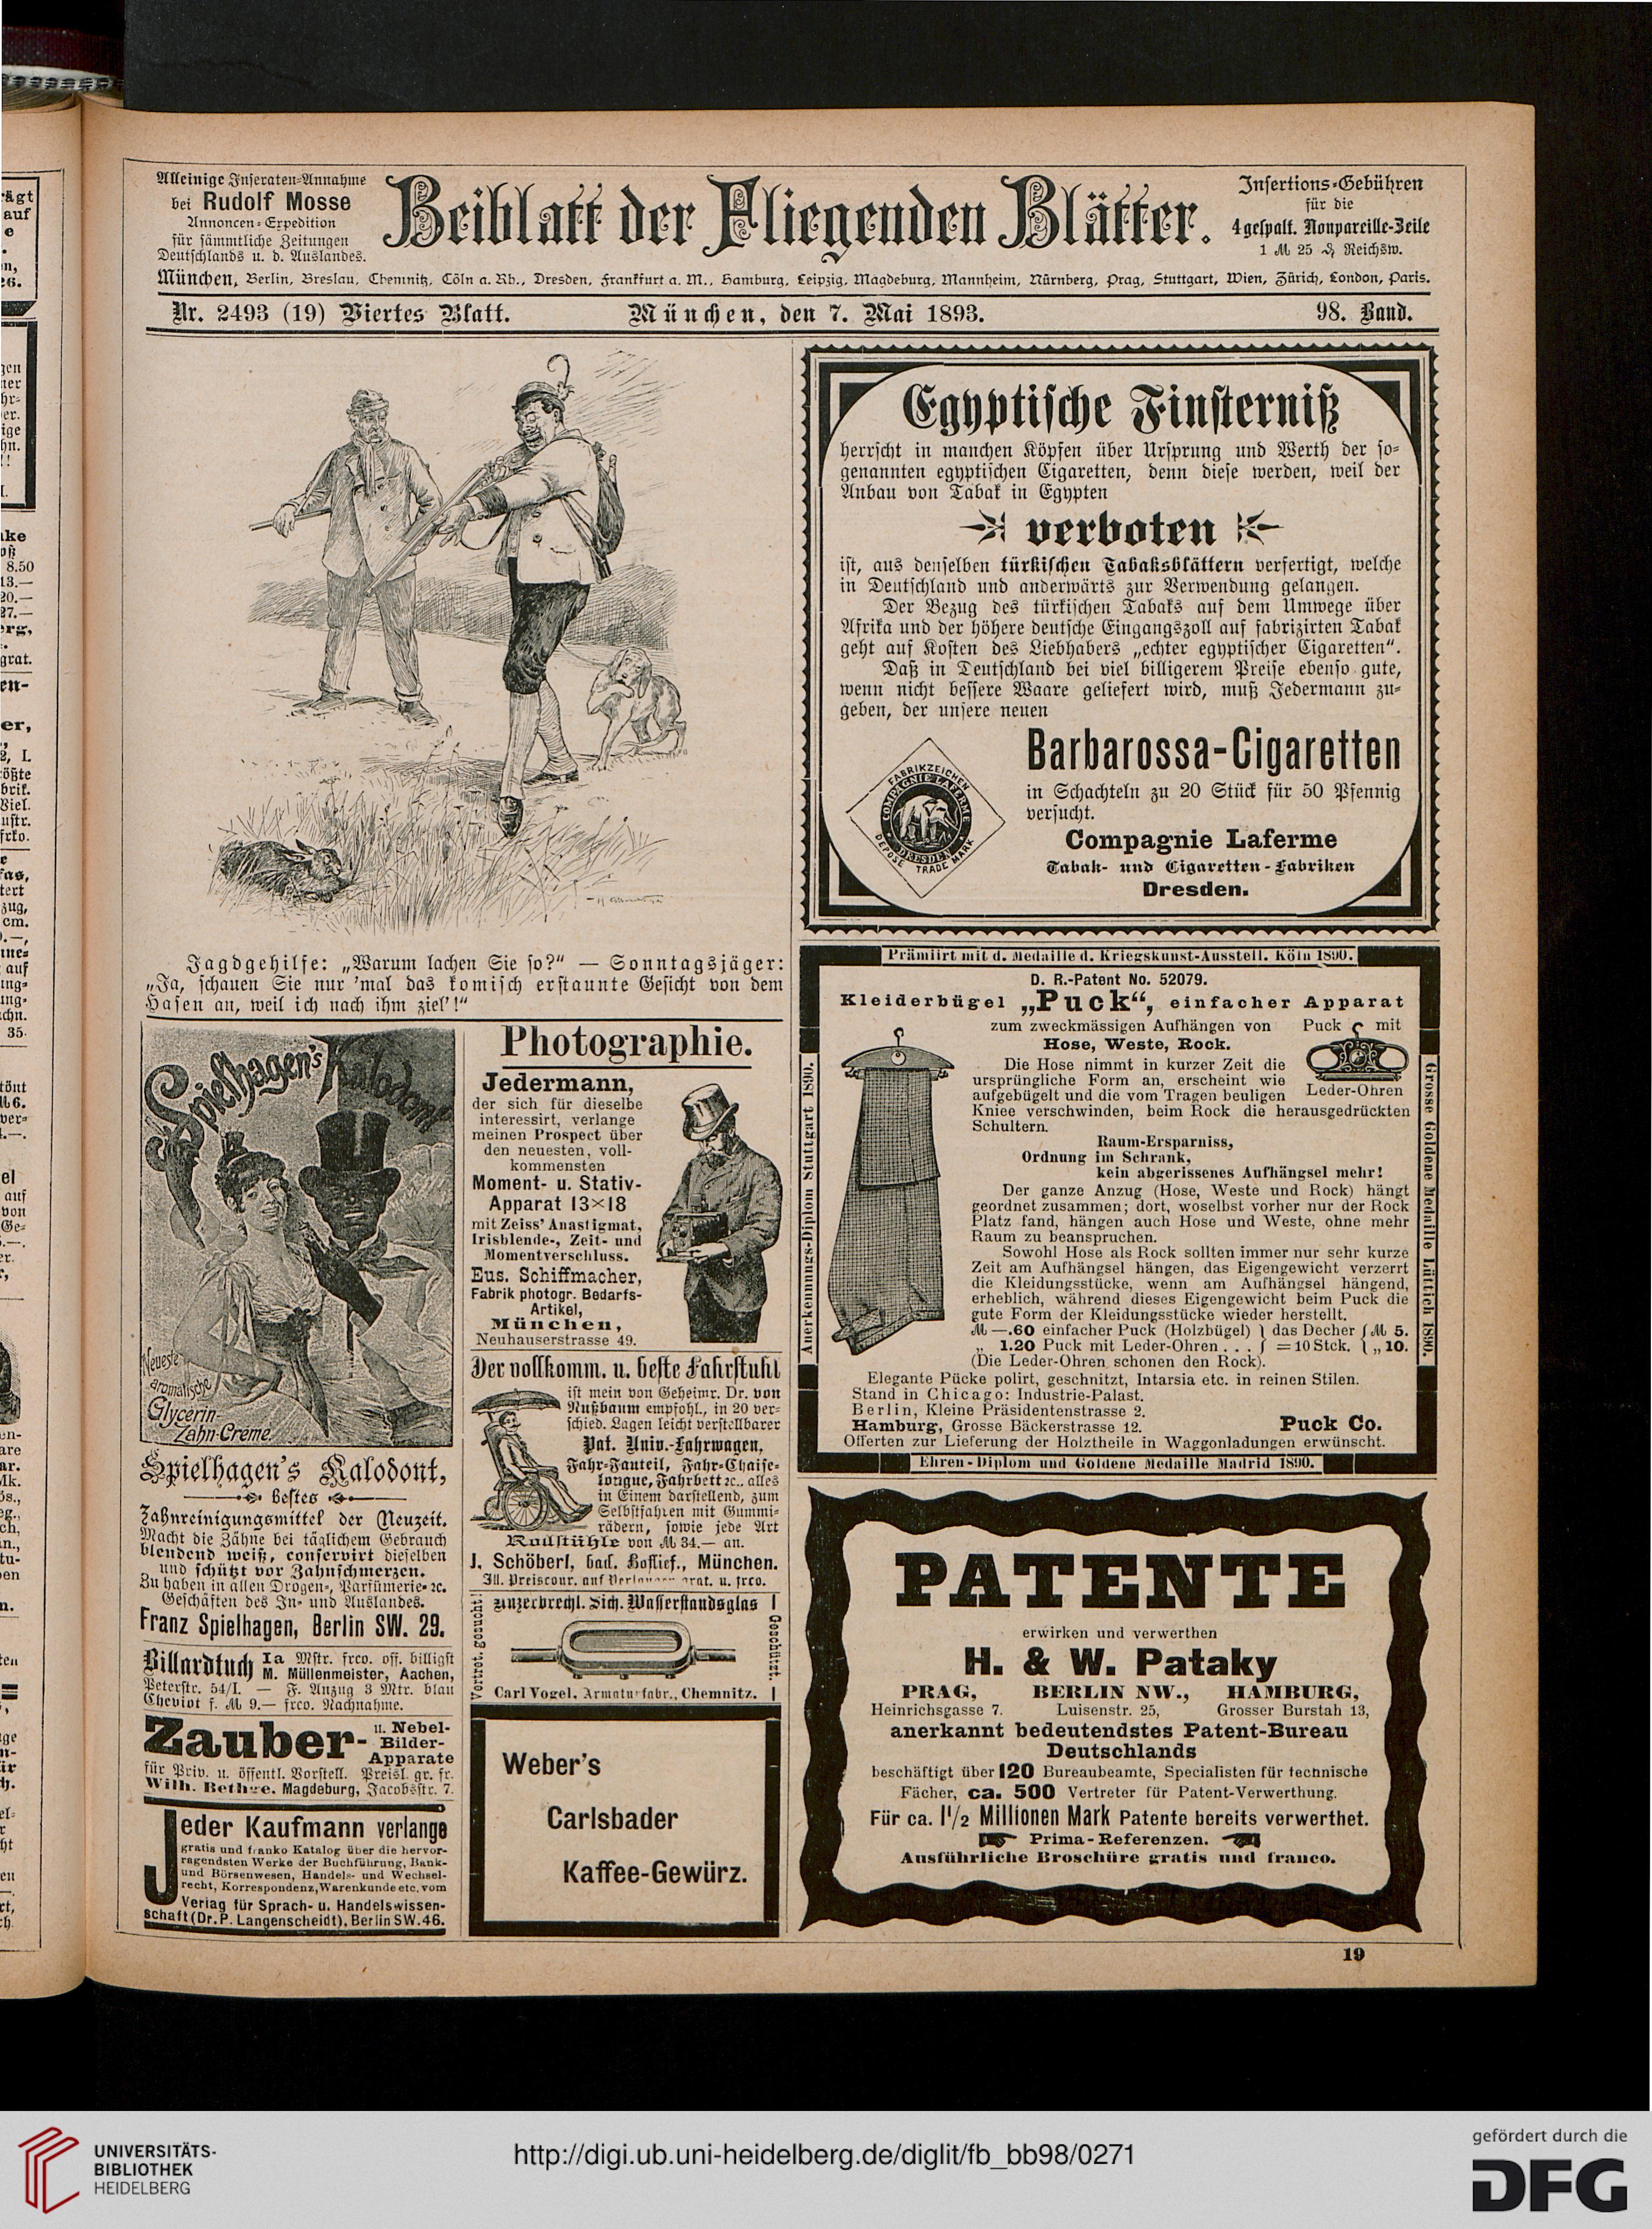 Alleinige Inseraten-Annahme
bei Rudolf Mosse
Annoncen-Expedition
für sämmtliche Zeitungen
Deutschlands u. d. Auslandes.
Beiblatt der Fliegenden Blätter.
Insertions-Gebühren
für die
4gespalt. Nonpareille-Zeile
1 M 25 ₰ Reichsw.
München, Berlin, Breslau, Chemnitz, Cöln a. Rh., Dresden, Frankfurt a. M., Hamburg, Leipzig, Magdeburg, Mannheim, Nürnberg, Prag, Stuttgart, Wien, Zürich, London, Paris.
Nr. 2493 (19) Viertes Blatt.
München, den 7. Mai 1893.
98. Band.
Jagdgehilfe: „Warum lachen Sie so?“ — Sonntagsjäger:
„Ja, schauen Sie nur 'mal das komisch erstaunte Gesicht von dem
Hasen an, weil ich nach ihm ziel'!“
Spielhagen's Kalodont
Neueste
aromatische
Glycerin-
Zahn-Crème.
Spielhagen's Kalodont,
bestes
Zahnreinigungsmittel der Neuzeit.
Macht die Zähne bei täglichem Gebrauch
blendend weiß, conservirt dieselben
und schützt vor Zahnschmerzen.
Zu haben in allen Drogen-, Parfümerie- ꝛc.
Geschäften des In- und Auslandes.
Franz Spielhagen, Berlin SW. 29.
Billardtuch Ia Mstr. frco. off. billigst
M. Müllenmeister, Aachen,
Peterstr. 54/I. — F. Anzug 3 Mtr. blau
Cheviot f. M 9.— frco. Nachnahme.
Zauber- u. Nebel-
Bilder-
Apparate
für Priv. u. öffentl. Vorstell. Preisl. gr. fr.
Wilh. Bethge, Magdeburg, Jacobsstr. 7.
Jeder Kaufmann verlange
gratis und franko Katalog über die hervor-
ragendsten Werke der Buchführung, Bank-
und Börsenwesen, Handels- und Wechsel-
recht, Korrespondenz, Warenkunde etc. vom
Verlag für Sprach- u. Handelswissen-
schaft (Dr. P. Langenscheidt), Berlin SW. 46.
Photographie.
Jedermann,
der sich für dieselbe
interessirt, verlange
meinen Prospect über
den neuesten, voll-
kommensten
Moment- u. Stativ-
Apparat 13×18
mit Zeiss' Anastigmat,
Irisblende-, Zeit- und
Momentverschluss.
Eus. Schiffmacher,
Fabrik photogr. Bedarfs-
Artikel,
München,
Neuhauserstrasse 49.
Der vollkomm. u. beste Fahrstuhl
ist mein von Geheimr. Dr. von
Nußbaum empfohl., in 20 ver-
schied. Lagen leicht verstellbarer
Pat. Univ.-Fahrwagen,
Fahr-Fauteil, Fahr-Chaise-
longue, Fahrbett ꝛc., alles
in Einem darstellend, zum
Selbstfahren mit Gummi-
rädern, sowie jede Art
Rollstühle von M 34.— an.
J. Schöberl, bad. Hoflief., München.
Ill. Preiscour. auf Verlangen grat. u. frco.
Vertret. gesucht!
Unzerbrechl. Sich. Wasserstandsglas
Geschützt!
Carl Vogel, Armaturfabr., Chemnitz.
Weber's
Carlsbader
Kaffee-Gewürz.
Egyptische Finsterniß
herrscht in manchen Köpfen über Ursprung und Werth der so-
genannten egyptischen Cigaretten, denn diese werden, weil der
Anbau von Tabak in Egypten
verboten
ist, aus denselben türkischen Tabaksblättern verfertigt, welche
in Deutschland und anderwärts zur Verwendung gelangen.
Der Bezug des türkischen Tabaks auf dem Umwege über
Afrika und der höhere deutsche Eingangszoll auf fabrizirten Tabak
geht auf Kosten des Liebhabers „echter egyptischer Cigaretten“.
Daß in Deutschland bei viel billigerem Preise ebenso gute,
wenn nicht bessere Waare geliefert wird, muß Jedermann zu-
geben, der unsere neuen
Barbarossa-Cigaretten
in Schachteln zu 20 Stück für 50 Pfennig
versucht.
FABRIKZEICHEN
COMPAGNIE LAFERME
DRESDEN
DEPOSÉ TRADE MARK
Compagnie Laferme
Tabak- und Cigaretten-Fabriken
Dresden.
Prämiirt mit d. Medaille d. Kriegskunst-Ausstell. Köln 1890.
Anerkennungs-Diplom Stuttgart 1890.
Grosse Goldene Medaille Lüttich 1890.
D. R.-Patent No. 52079.
Kleiderbügel „Puck“, einfacher Apparat
zum zweckmässigen Aufhängen von
Hose, Weste, Rock.
Puck mit
Leder-Ohren
Die Hose nimmt in kurzer Zeit die
ursprüngliche Form an, erscheint wie
aufgebügelt und die vom Tragen beuligen
Kniee verschwinden, beim Rock die herausgedrückten
Schultern.
Raum-Ersparniss,
Ordnung im Schrank,
kein abgerissenes Aufhängsel mehr!
Der ganze Anzug (Hose, Weste und Rock) hängt
geordnet zusammen; dort, woselbst vorher nur der Rock
Platz fand, hängen auch Hose und Weste, ohne mehr
Raum zu beanspruchen.
Sowohl Hose als Rock sollten immer nur sehr kurze
Zeit am Aufhängsel hängen, das Eigengewicht verzerrt
die Kleidungsstücke, wenn am Aufhängsel hängend,
erheblich, während dieses Eigengewicht beim Puck die
gute Form der Kleidungsstücke wieder herstellt.
M —.60 einfacher Puck (Holzbügel) } das Decher { M 5.
„ 1.20 Puck mit Leder-Ohren . . . } = 10 Stck. { „ 10.
(Die Leder-Ohren schonen den Rock).
Elegante Pücke polirt, geschnitzt, Intarsia etc. in reinen Stilen.
Stand in Chicago: Industrie-Palast.
Berlin, Kleine Präsidentenstrasse 2.
Hamburg, Grosse Bäckerstrasse 12. Puck Co.
Offerten zur Lieferung der Holztheile in Waggonladungen erwünscht.
Ehren-Diplom und Goldene Medaille Madrid 1890.
PATENTE
erwirken und verwerthen
H. & W. Pataky
PRAG, BERLIN NW., HAMBURG,
Heinrichsgasse 7. Luisenstr. 25, Grosser Burstah 13,
anerkannt bedeutendstes Patent-Bureau
Deutschlands
beschäftigt über 120 Bureaubeamte, Specialisten für technische
Fächer, ca. 500 Vertreter für Patent-Verwerthung.
Für ca. 1 1/2 Millionen Mark Patente bereits verwerthet.
Prima-Referenzen.
Ausführliche Broschüre gratis und franco.
19
UNIVERSITÄTS-
BIBLIOTHEK
HEIDELBERG
http://digi.ub.uni-heidelberg.de/diglit/fb_bb98/0271
gefördert durch die
DFG